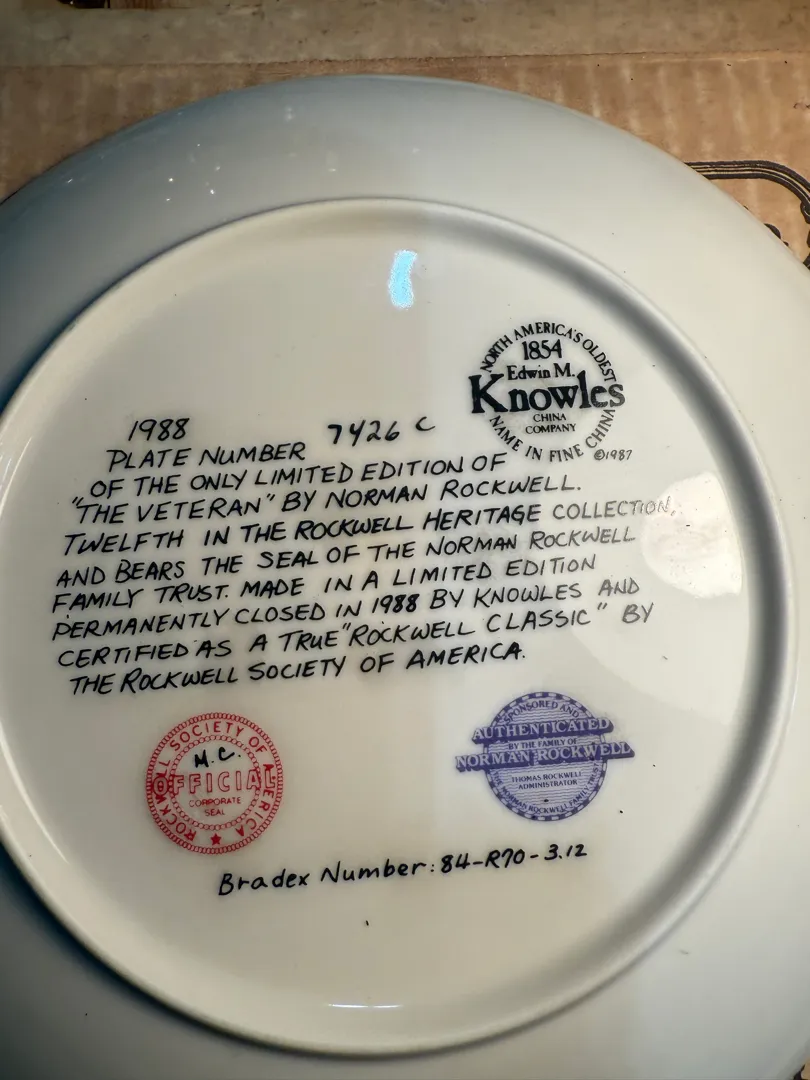 NORTH AMERICA'S OLDEST
1854
Edwin M.
Knowles
CHINA
COMPANY
NAME IN FINE CHINA
©1987
1988
7426 C
PLATE NUMBER
OF THE ONLY LIMITED EDITION OF
"THE VETERAN" BY NORMAN ROCKWELL.
TWELFTH IN THE ROCKWELL HERITAGE COLLECTION,
AND BEARS THE SEAL OF THE NORMAN ROCKWELL
FAMILY TRUST. MADE IN A LIMITED EDITION
PERMANENTLY CLOSED IN 1988 BY KNOWLES AND
CERTIFIED AS A TRUE "ROCKWELL CLASSIC" BY
THE ROCKWELL SOCIETY OF AMERICA.
ROCKWELL SOCIETY OF AMERICA
M.C.
OFFICIAL
CORPORATE
SEAL
SPONSORED AND
AUTHENTICATED
BY THE FAMILY OF
NORMAN ROCKWELL
THOMAS ROCKWELL
ADMINISTRATOR
NORMAN ROCKWELL FAMILY TRUST
Bradex Number: 84-R70-3.12